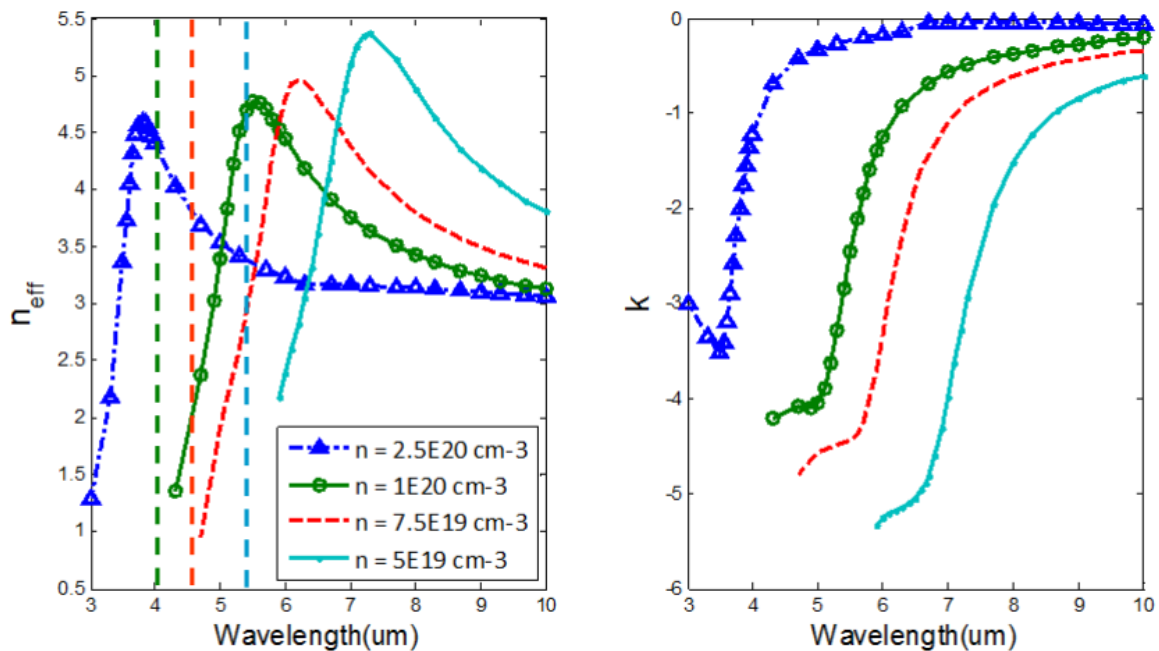 5.5
5
4.5
4
3.5
3
2.5
2
1.5
1
0.5
n_eff
3 4 5 6 7 8 9 10
Wavelength(um)
n = 2.5E20 cm-3
n = 1E20 cm-3
n = 7.5E19 cm-3
n = 5E19 cm-3
0
-1
-2
-3
-4
-5
-6
k
3 4 5 6 7 8 9 10
Wavelength(um)